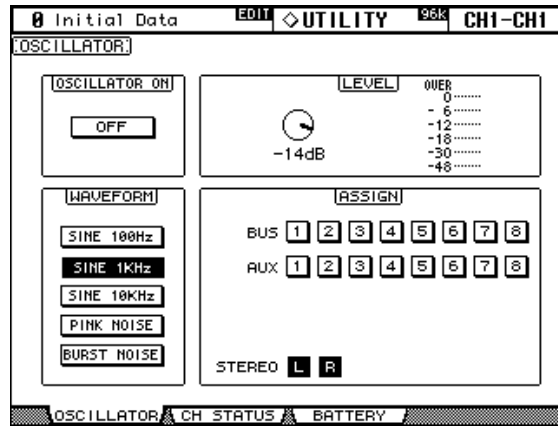 0 Initial Data EDIT ◇UTILITY 96K CH1-CH1
OSCILLATOR
OSCILLATOR ON
OFF
LEVEL
-14dB
OVER
0
- 6
-12
-18
-30
-48
WAVEFORM
SINE 100Hz
SINE 1KHz
SINE 10KHz
PINK NOISE
BURST NOISE
ASSIGN
BUS 1 2 3 4 5 6 7 8
AUX 1 2 3 4 5 6 7 8
STEREO L R
OSCILLATOR CH STATUS BATTERY